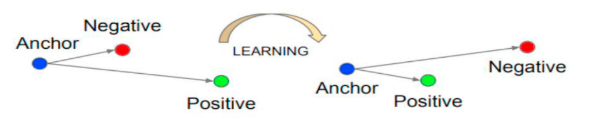 Negative
Anchor
LEARNING
Positive
Negative
Anchor
Positive